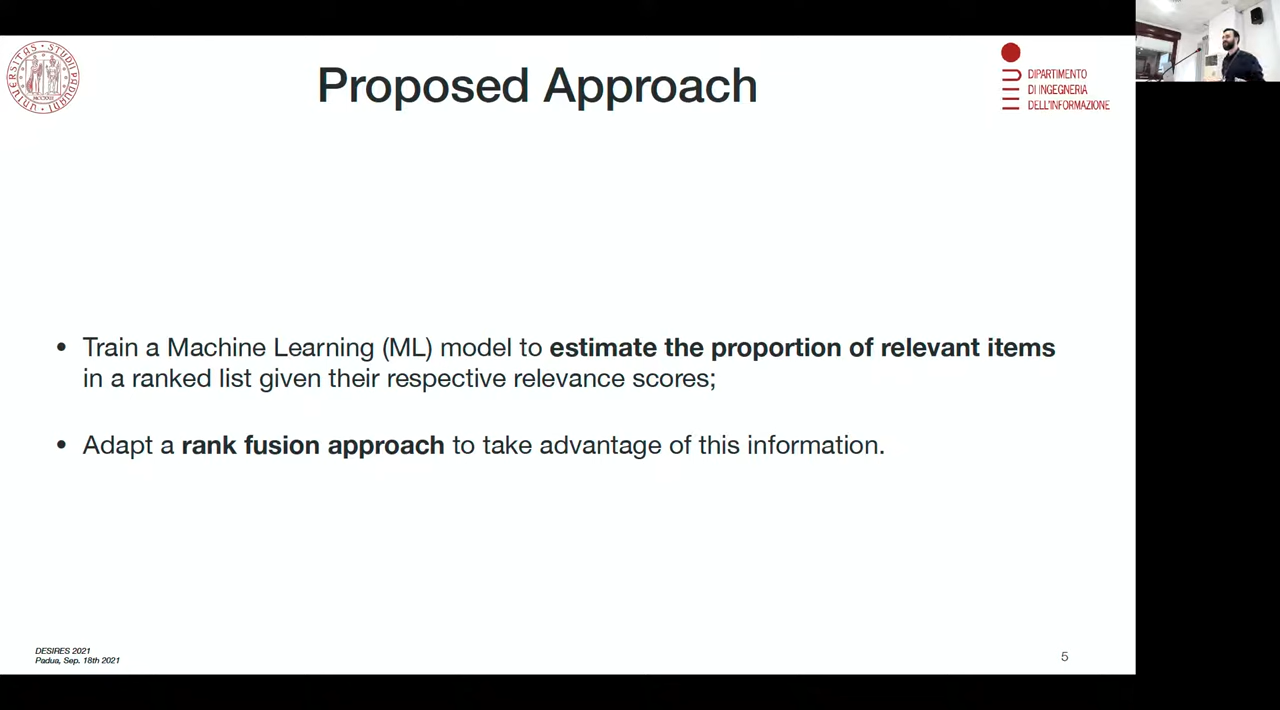 Proposed Approach
DIPARTIMENTO
DI INGEGNERIA
DELL'INFORMAZIONE
• Train a Machine Learning (ML) model to estimate the proportion of relevant items
in a ranked list given their respective relevance scores;
• Adapt a rank fusion approach to take advantage of this information.
DESIRES 2021
Padua, Sep. 18th 2021
5